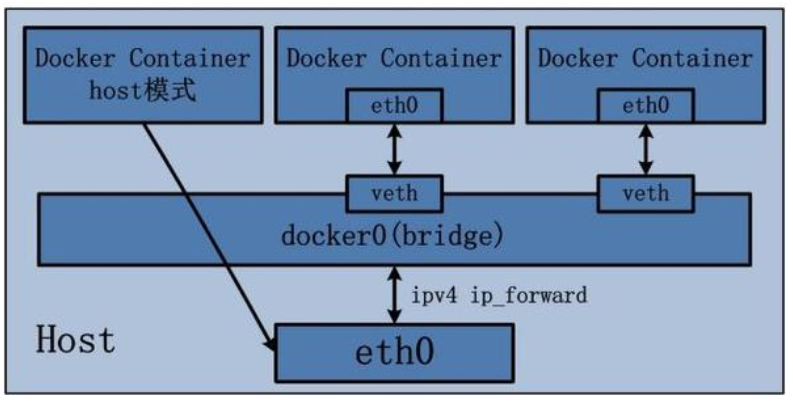 Docker Container
host模式
Docker Container
eth0
Docker Container
eth0
veth
veth
docker0(bridge)
ipv4 ip_forward
Host
eth0